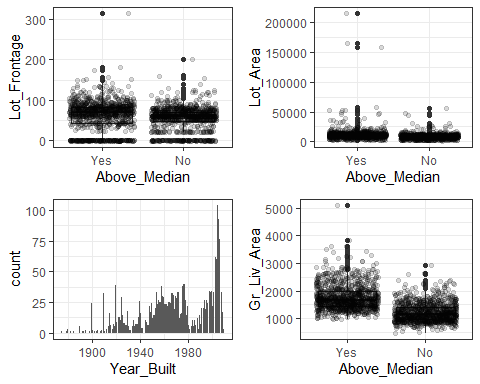 300
200
100
0
Lot_Frontage
Yes
No
Above_Median
200000
150000
100000
50000
0
Lot_Area
Yes
No
Above_Median
100
75
50
25
0
count
1900
1940
1980
Year_Built
5000
4000
3000
2000
1000
Gr_Liv_Area
Yes
No
Above_Median